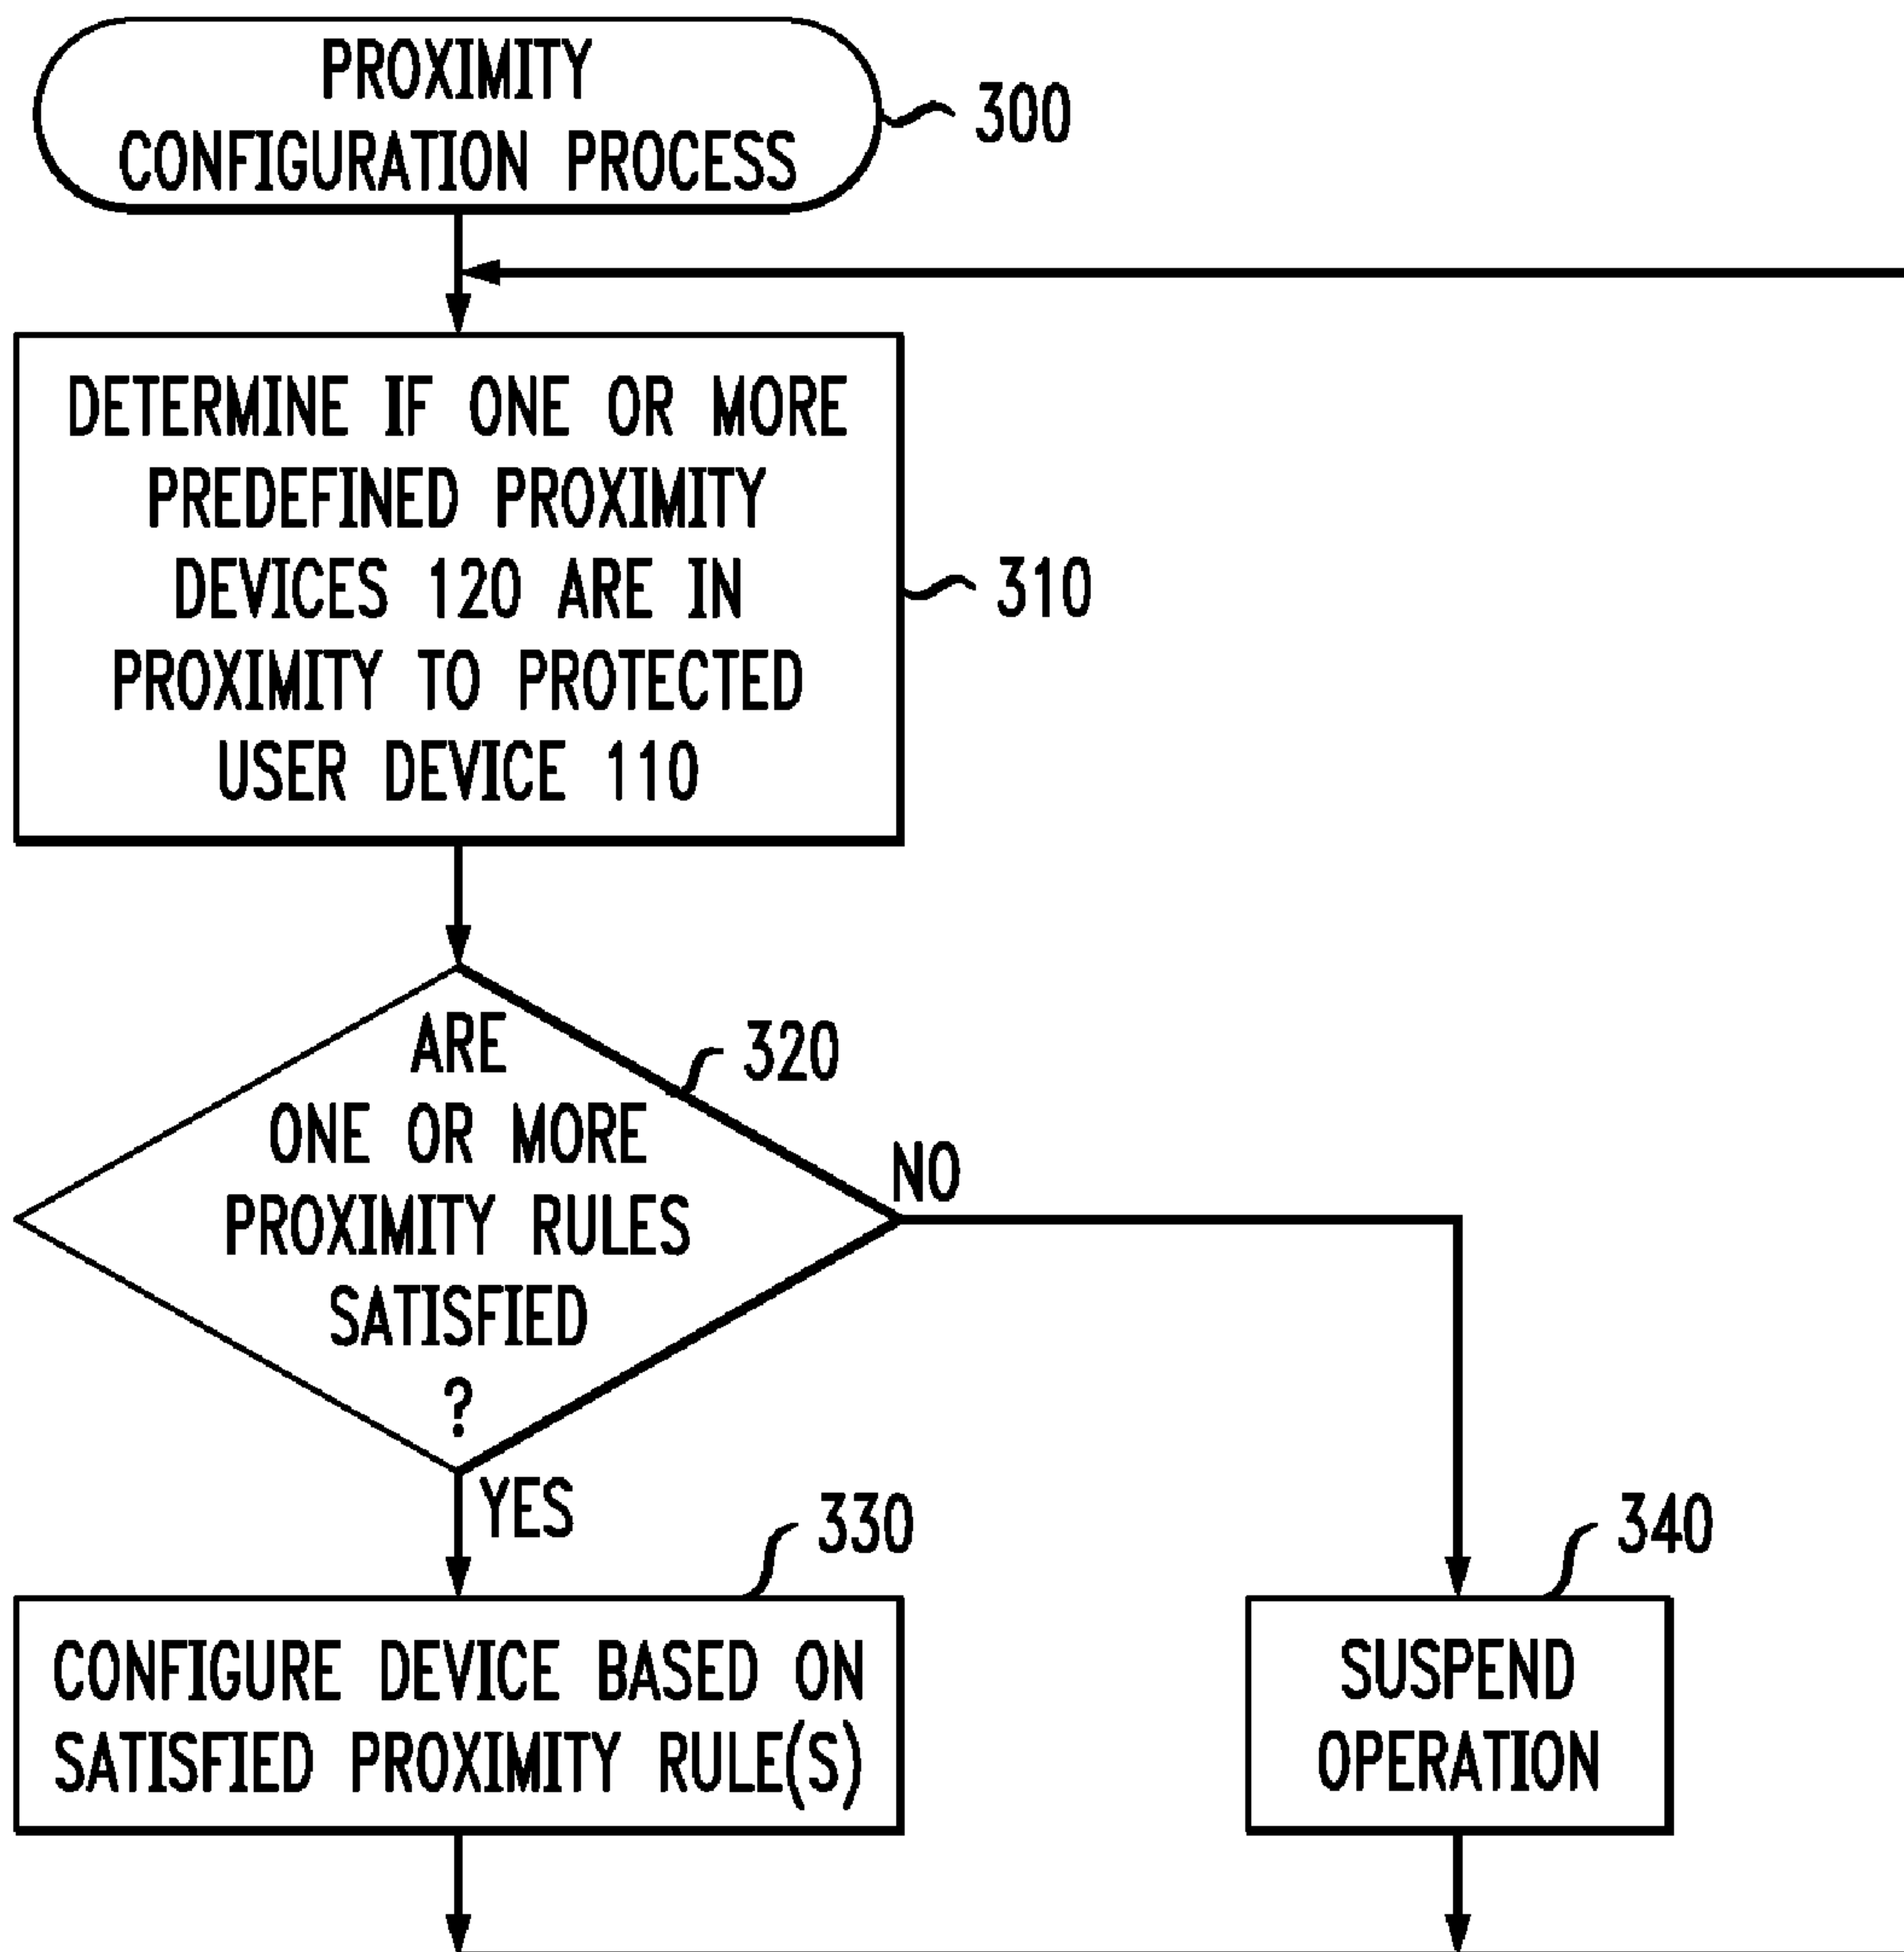 PROXIMITY
CONFIGURATION PROCESS
300
DETERMINE IF ONE OR MORE
PREDEFINED PROXIMITY
DEVICES 120 ARE IN
PROXIMITY TO PROTECTED
USER DEVICE 110
310
ARE
ONE OR MORE
PROXIMITY RULES
SATISFIED
?
320
NO
YES
330
CONFIGURE DEVICE BASED ON
SATISFIED PROXIMITY RULE(S)
340
SUSPEND
OPERATION